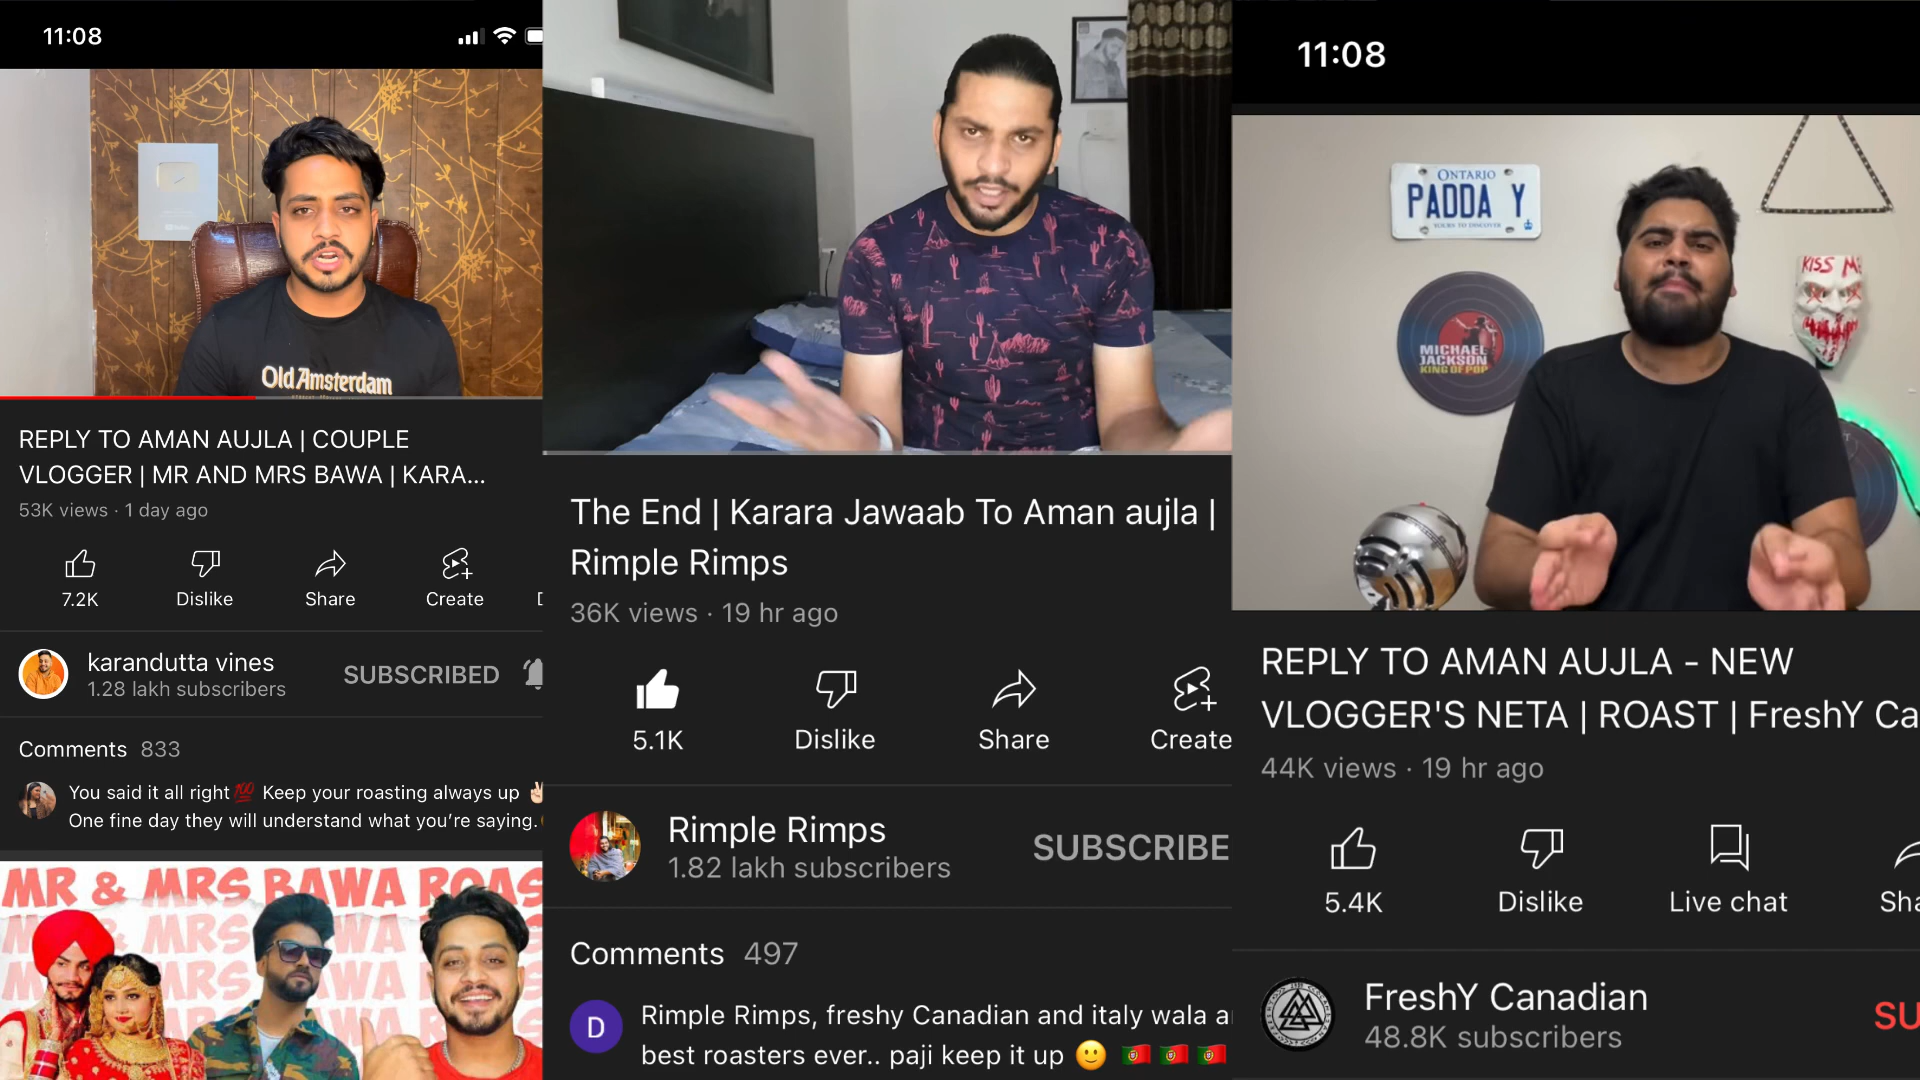 11:08
Old Amsterdam
REPLY TO AMAN AUJLA | COUPLE
VLOGGER | MR AND MRS BAWA | KARA...
53K views · 1 day ago
7.2K
Dislike
Share
Create
karandutta vines
1.28 lakh subscribers
SUBSCRIBED
Comments 833
You said it all right 💯 Keep your roasting always up ✌🏻
One fine day they will understand what you're saying.
MR & MRS BAWA ROAS
The End | Karara Jawaab To Aman aujla |
Rimple Rimps
36K views · 19 hr ago
5.1K
Dislike
Share
Create
Rimple Rimps
1.82 lakh subscribers
SUBSCRIBE
Comments 497
D
Rimple Rimps, freshy Canadian and italy wala a
best roasters ever.. paji keep it up 🙂 🇵🇹 🇵🇹 🇵🇹
11:08
ONTARIO
PADDA Y
YOURS TO DISCOVER
KISS M
MICHAEL
JACKSON
KING OF POP
REPLY TO AMAN AUJLA - NEW
VLOGGER'S NETA | ROAST | FreshY Ca
44K views · 19 hr ago
5.4K
Dislike
Live chat
Sha
FreshY Canadian
48.8K subscribers
SU